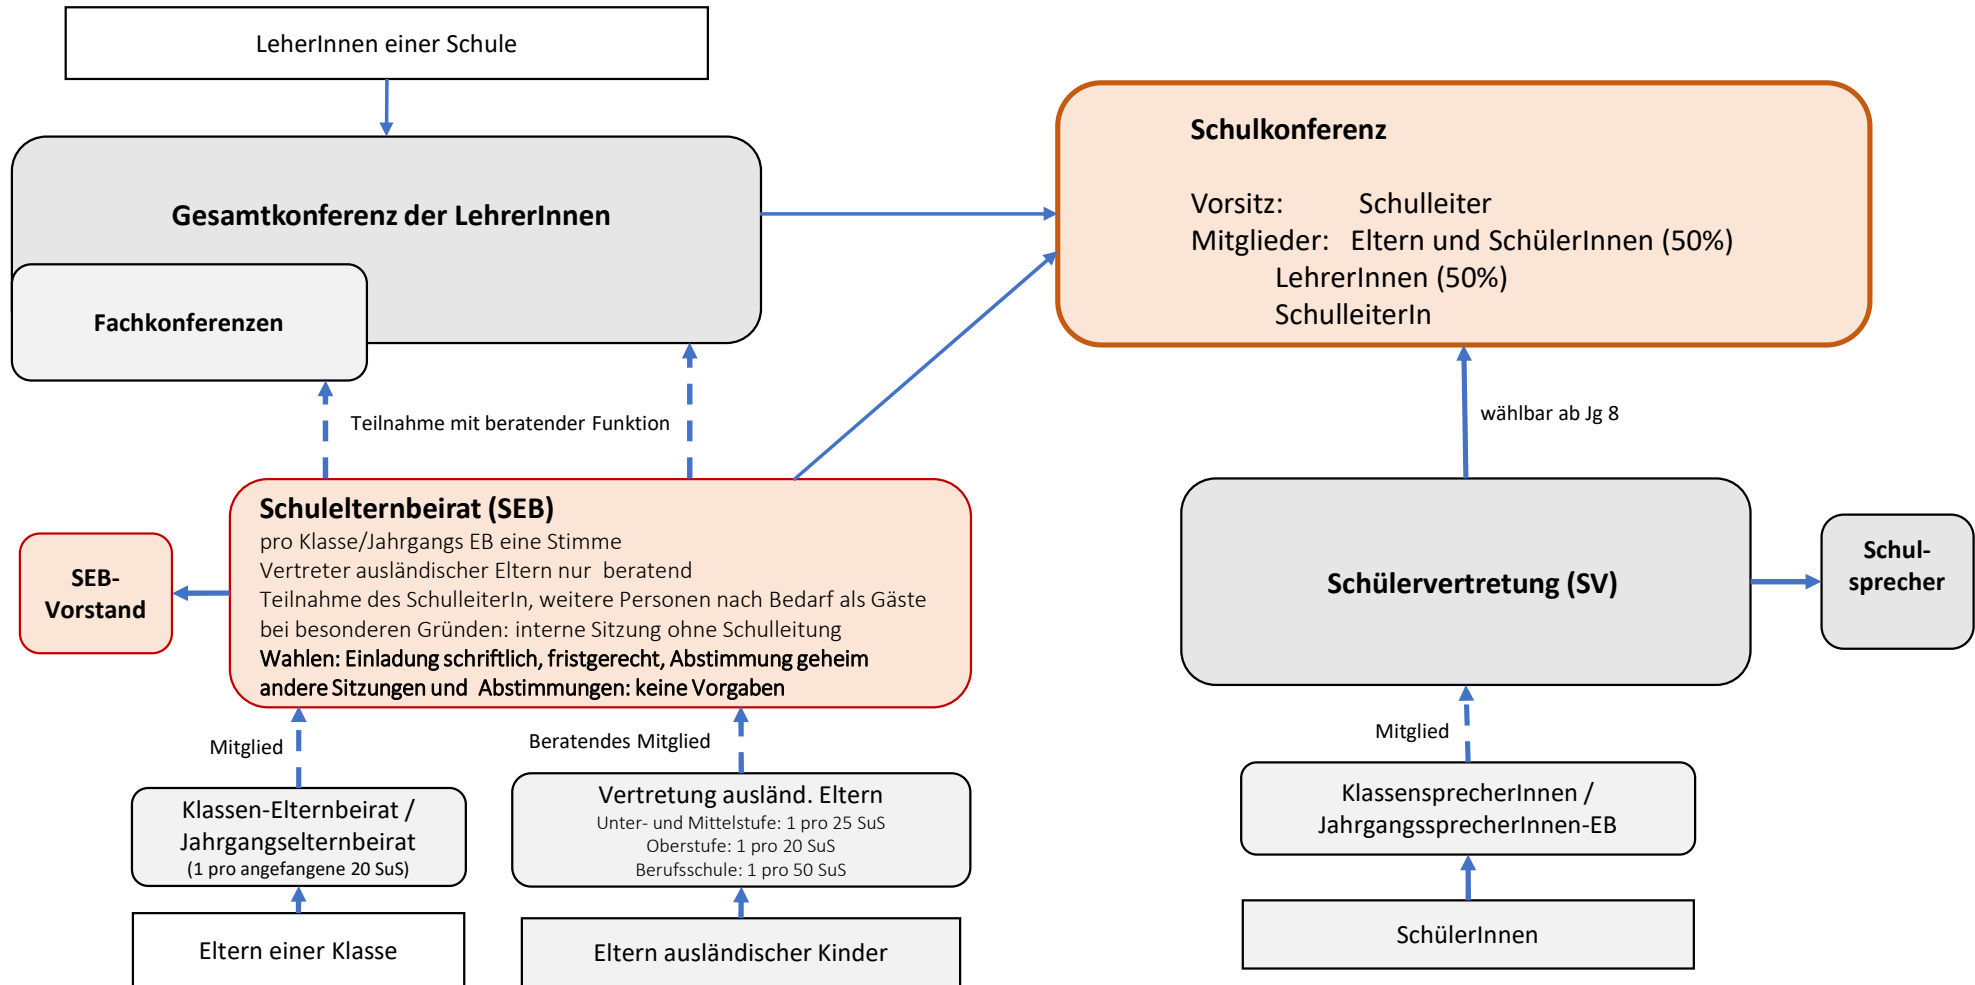 LeherInnen einer Schule
Gesamtkonferenz der LehrerInnen
Fachkonferenzen
Schulkonferenz
Vorsitz: Schulleiter
Mitglieder: Eltern und SchülerInnen (50%)
LehrerInnen (50%)
SchulleiterIn
Teilnahme mit beratender Funktion
wählbar ab Jg 8
SEB-
Vorstand
Schulelternbeirat (SEB)
pro Klasse/Jahrgangs EB eine Stimme
Vertreter ausländischer Eltern nur beratend
Teilnahme des SchulleiterIn, weitere Personen nach Bedarf als Gäste
bei besonderen Gründen: interne Sitzung ohne Schulleitung
Wahlen: Einladung schriftlich, fristgerecht, Abstimmung geheim
andere Sitzungen und Abstimmungen: keine Vorgaben
Schülervertretung (SV)
Schul-
sprecher
Mitglied
Beratendes Mitglied
Mitglied
Klassen-Elternbeirat /
Jahrgangselternbeirat
(1 pro angefangene 20 SuS)
Vertretung ausländ. Eltern
Unter- und Mittelstufe: 1 pro 25 SuS
Oberstufe: 1 pro 20 SuS
Berufsschule: 1 pro 50 SuS
KlassensprecherInnen /
JahrgangssprecherInnen-EB
Eltern einer Klasse
Eltern ausländischer Kinder
SchülerInnen